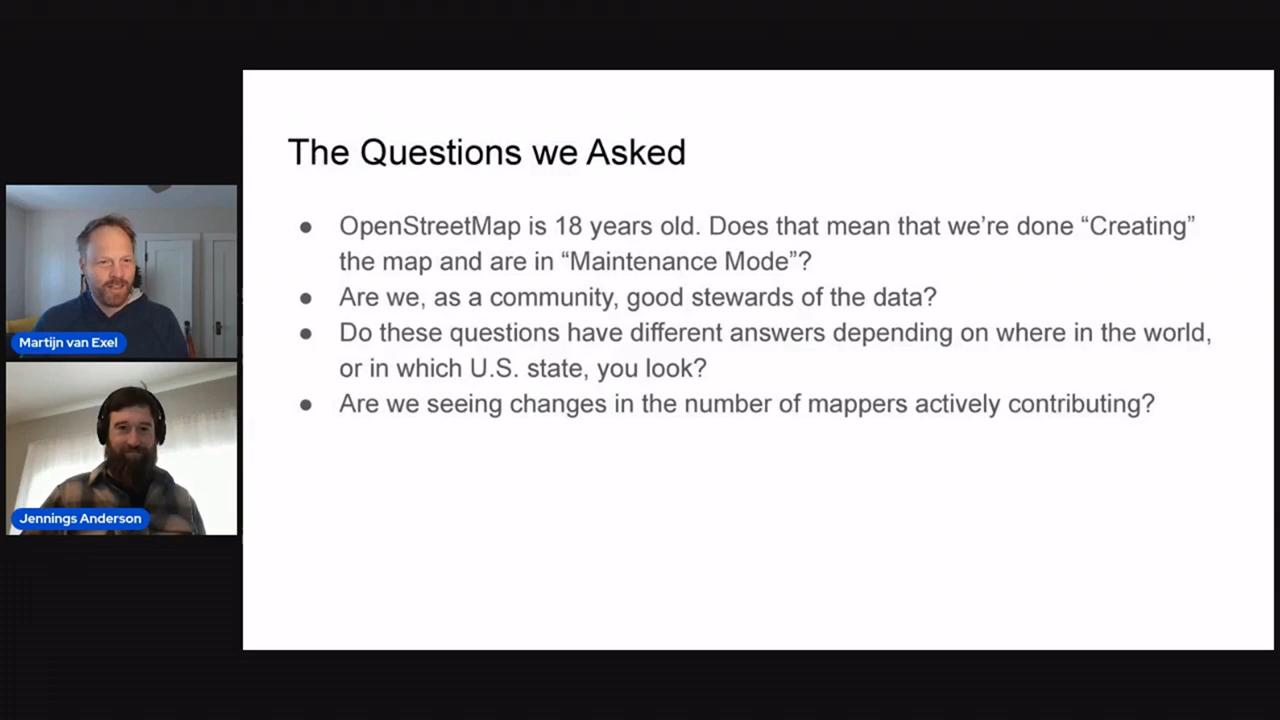 The Questions we Asked
● OpenStreetMap is 18 years old. Does that mean that we’re done “Creating”
the map and are in “Maintenance Mode”?
● Are we, as a community, good stewards of the data?
● Do these questions have different answers depending on where in the world,
or in which U.S. state, you look?
● Are we seeing changes in the number of mappers actively contributing?
Martijn van Exel
Jennings Anderson